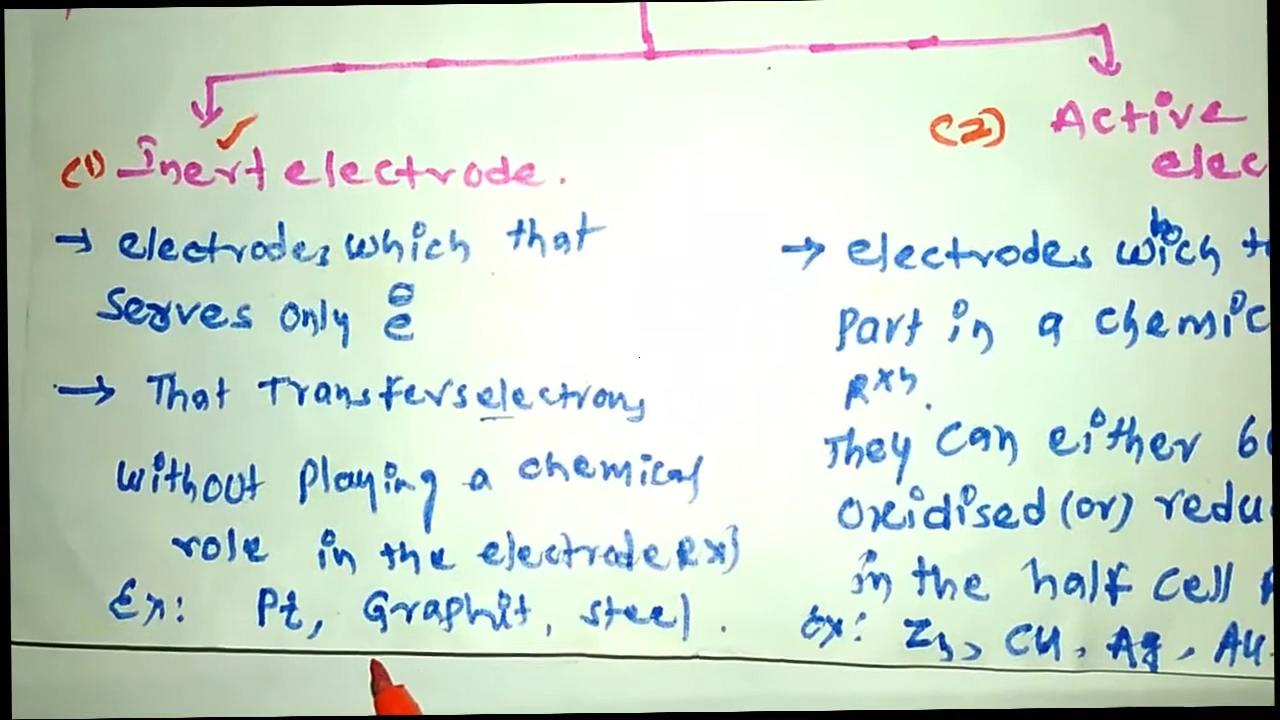 (1) Inert electrode.
→ electrodes which that
serves only e⊖
→ That Transfers electrons
without playing a chemical
role in the electrode Rxn
Ex: Pt, Graphit, steel.
(2) Active
elec
→ electrodes which t
part in a chemic
Rxn.
They can either b
oxidised (or) redu
in the half cell
Ex: Zn, Cu, Ag, Au